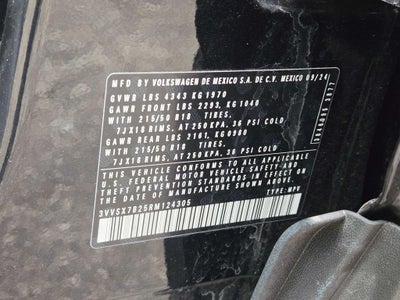 MFD BY VOLKSWAGEN DE MEXICO S.A. DE C.V. MEXICO 09/24
GVWR LBS 4343 KG 1970
GAWR FRONT LBS 2293, KG 1040
WITH 215/50 R18 TIRES,
7JX18 RIMS, AT 250 KPA, 36 PSI COLD
GAWR REAR LBS 2161, KG 0980
WITH 215/50 R18 TIRES,
7JX18 RIMS, AT 250 KPA, 36 PSI COLD
THIS VEHICLE CONFORMS TO ALL APPLICABLE
U.S. FEDERAL MOTOR VEHICLE SAFETY AND
THEFT PREVENTION STANDARDS IN EFFECT ON
THE DATE OF MANUFACTURE SHOWN ABOVE.
3VVSX7B25RM124305 TYPE: MPV